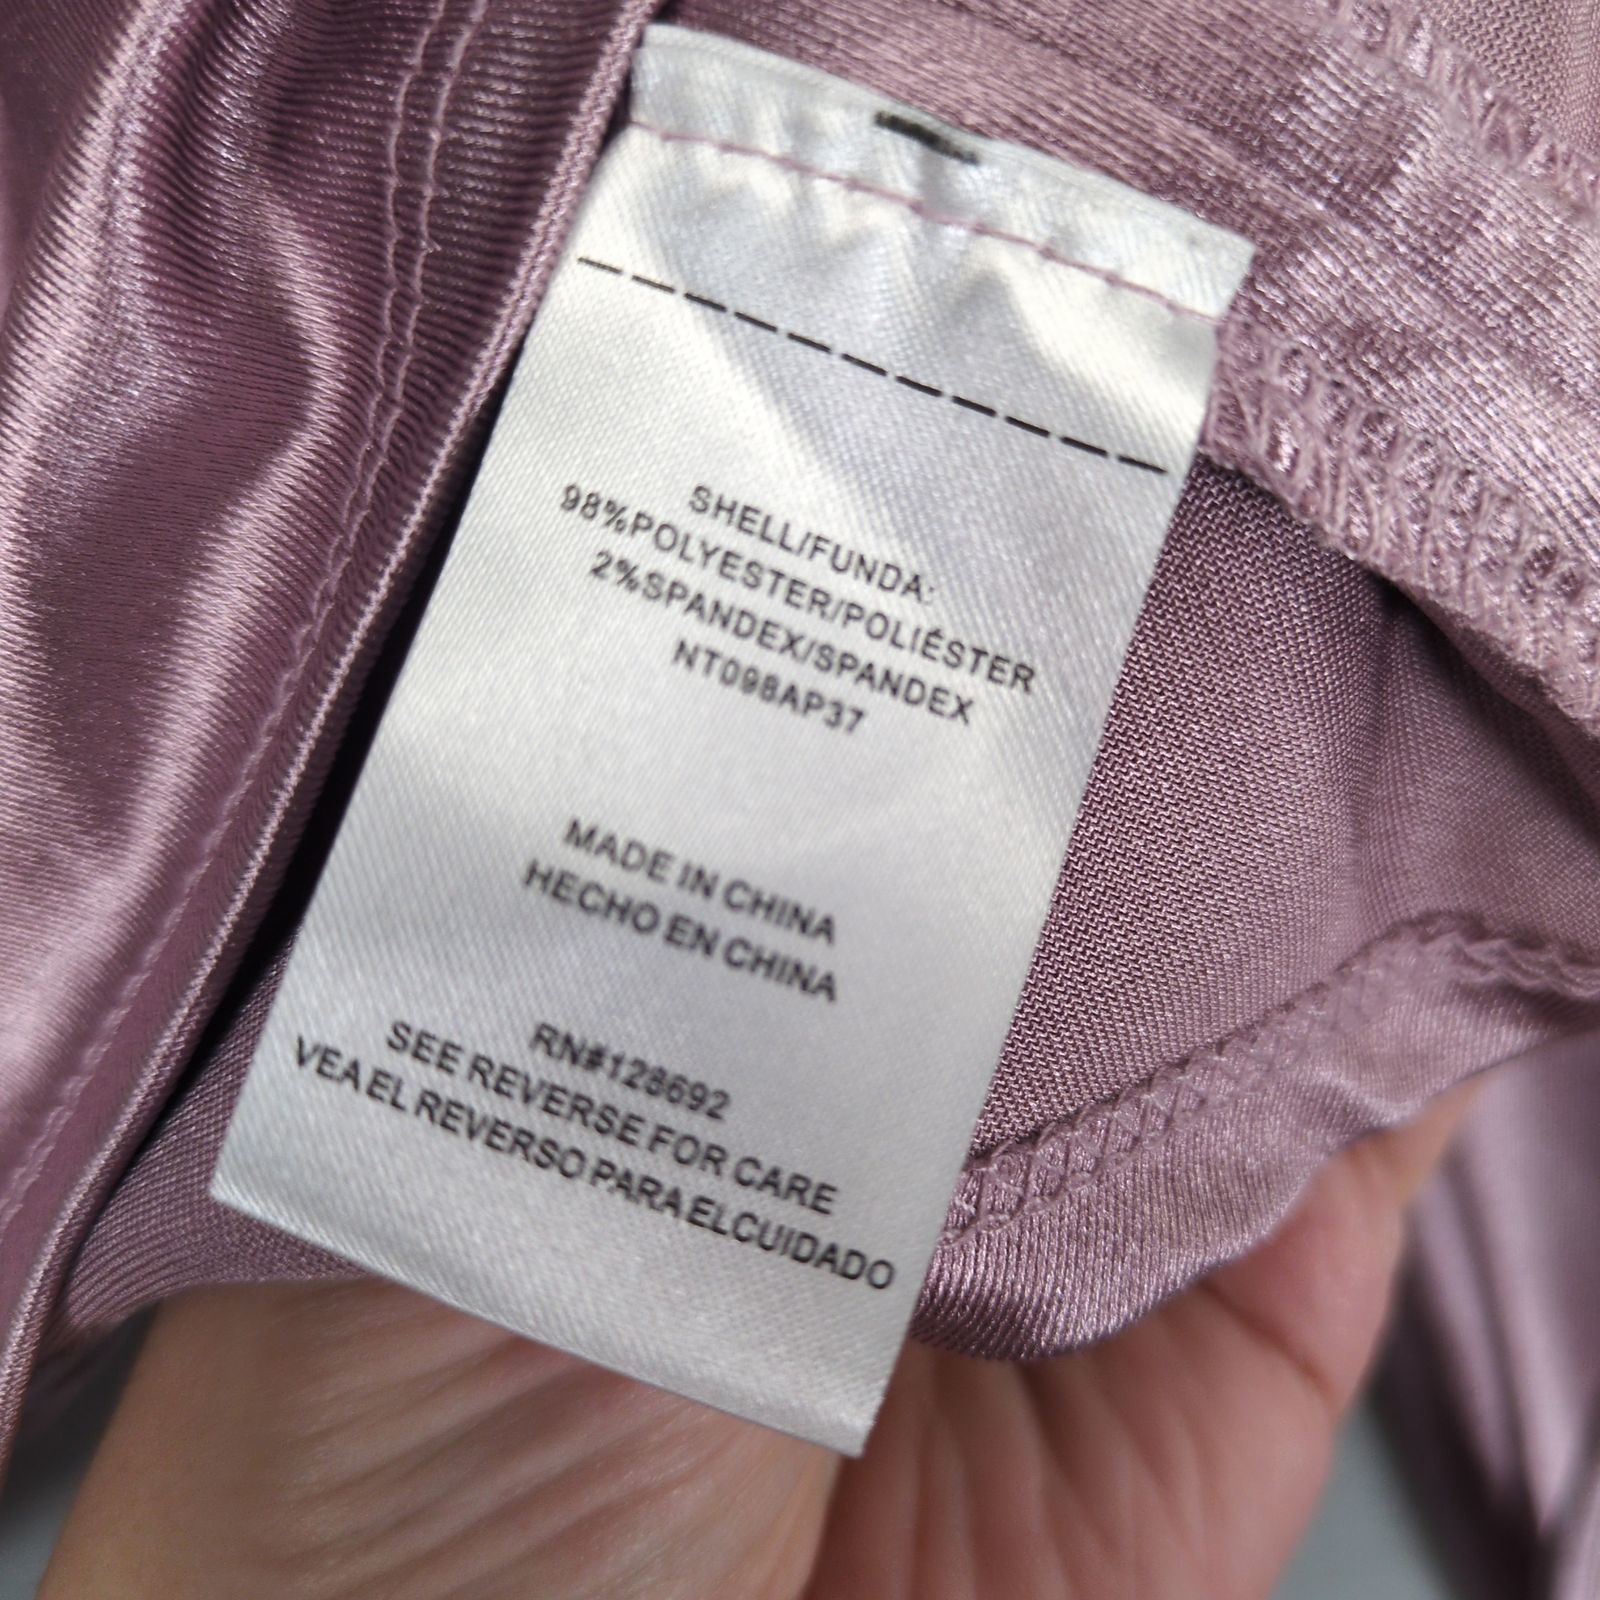 SHELL/FUNDA:
98%POLYESTER/POLIÉSTER
2%SPANDEX/SPANDEX
NT098AP37
MADE IN CHINA
HECHO EN CHINA
RN#128692
SEE REVERSE FOR CARE
VEA EL REVERSO PARA EL CUIDADO